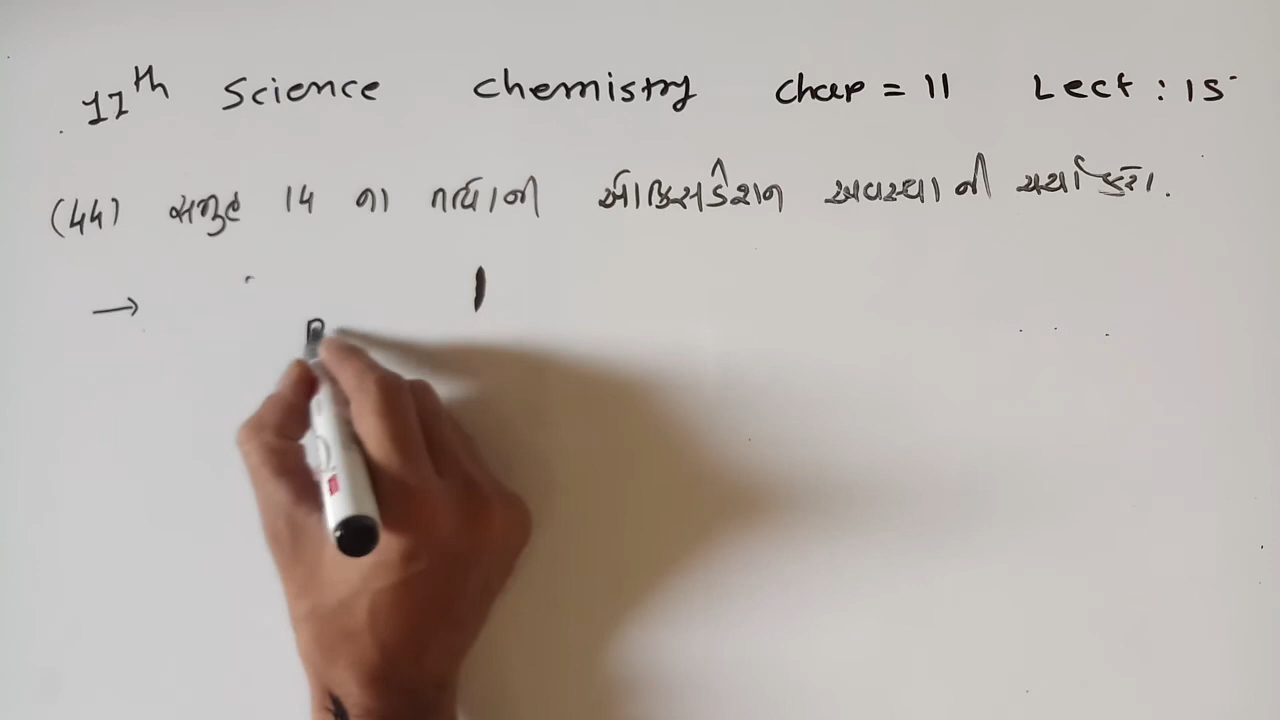 11th Science Chemistry Chap = 11 Lect : 15
(44) સમૂહ 14 ના તત્વોની ઓક્સિડેશન અવસ્થાની ચર્ચા કરો.
→